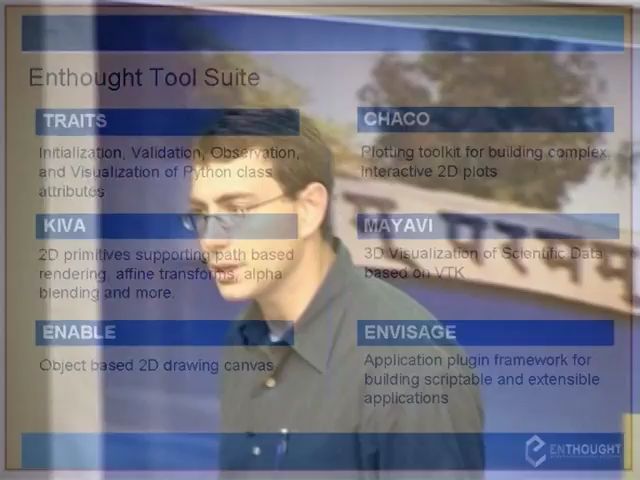 Enthought Tool Suite
TRAITS
Initialization, Validation, Observation,
and Visualization of Python class
attributes
CHACO
Plotting toolkit for building complex
Interactive 2D plots
KIVA
2D primitives supporting path based
rendering, affine transforms, alpha
blending and more.
MAYAVI
3D Visualization of Scientific Data
based on VTK
ENABLE
Object based 2D drawing canvas
ENVISAGE
Application plugin framework for
building scriptable and extensible
applications
परमम्
ENTHOUGHT